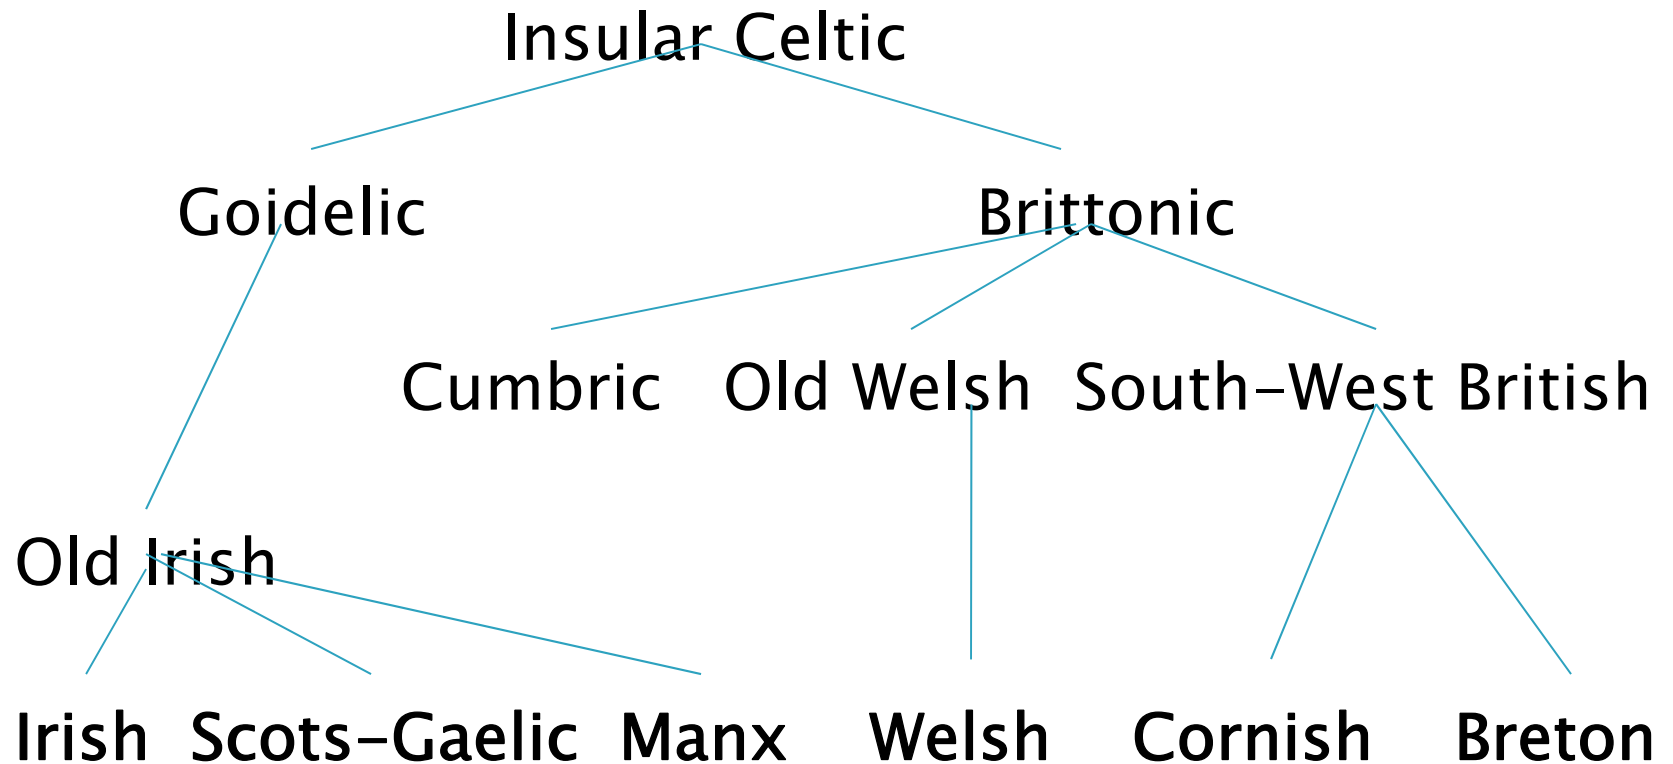 Insular Celtic
Goidelic Brittonic
Cumbric Old Welsh South-West British
Old Irish
Irish Scots-Gaelic Manx Welsh Cornish Breton